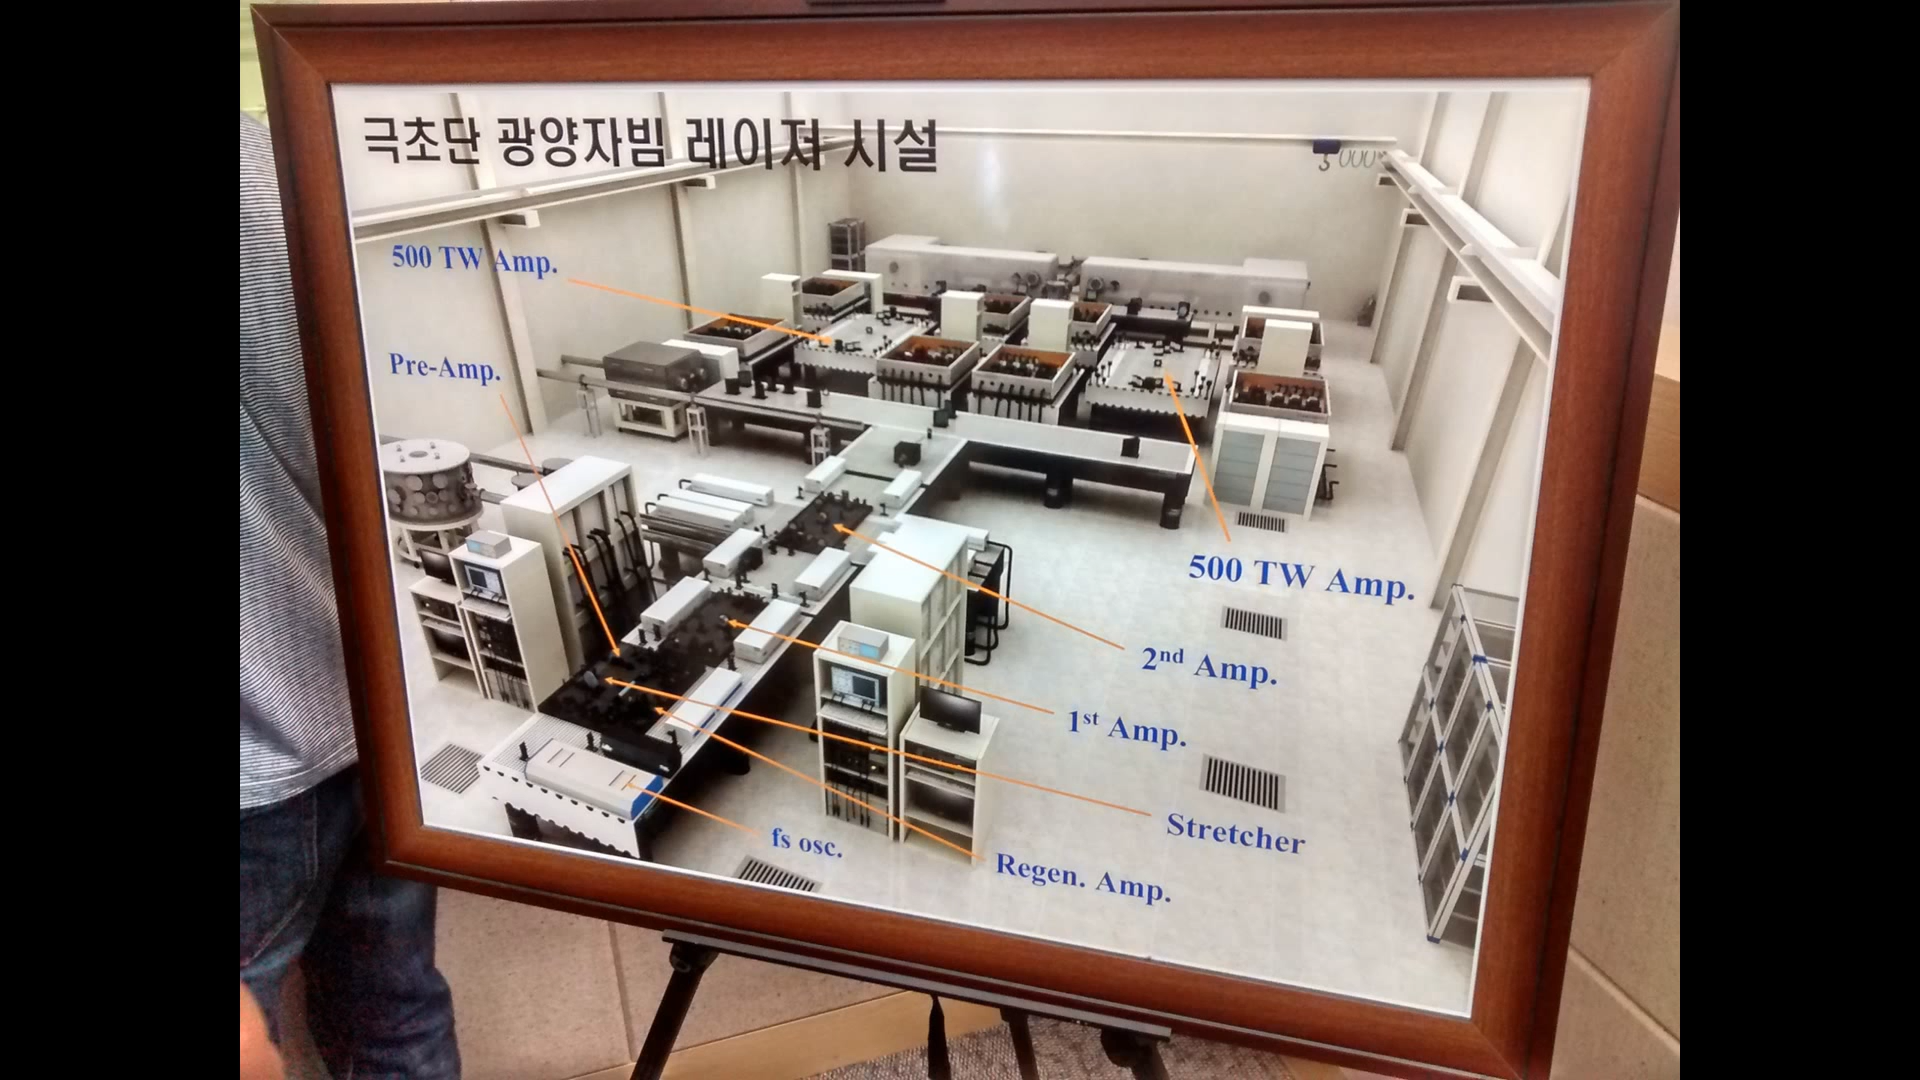 극초단 광양자빔 레이져 시설
500 TW Amp.
Pre-Amp.
500 TW Amp.
2nd Amp.
1st Amp.
Stretcher
fs osc.
Regen. Amp.